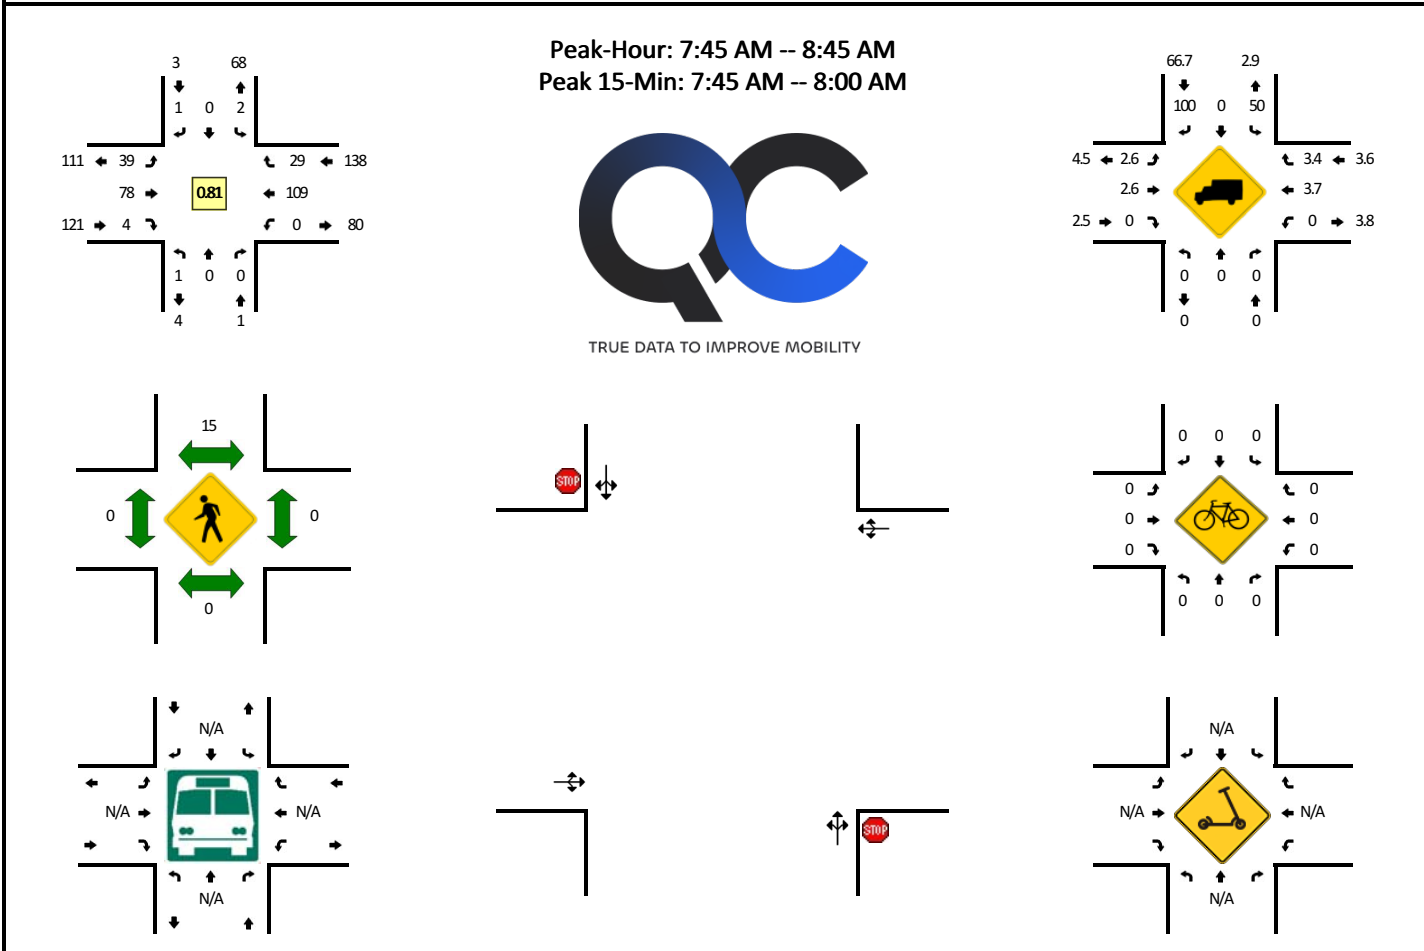 Peak-Hour: 7:45 AM -- 8:45 AM
Peak 15-Min: 7:45 AM -- 8:00 AM
3 68
1 0 2
111 39 29 138
78 0.81 109
121 4 0 80
1 0 0
4 1
TRUE DATA TO IMPROVE MOBILITY
66.7 2.9
100 0 50
4.5 2.6 3.4 3.6
2.6 3.7
2.5 0 0 3.8
0 0 0
0 0
15
0 0
0
STOP
STOP
0 0 0
0 0
0 0
0 0
0 0 0
N/A
N/A N/A
N/A
N/A
N/A N/A
N/A